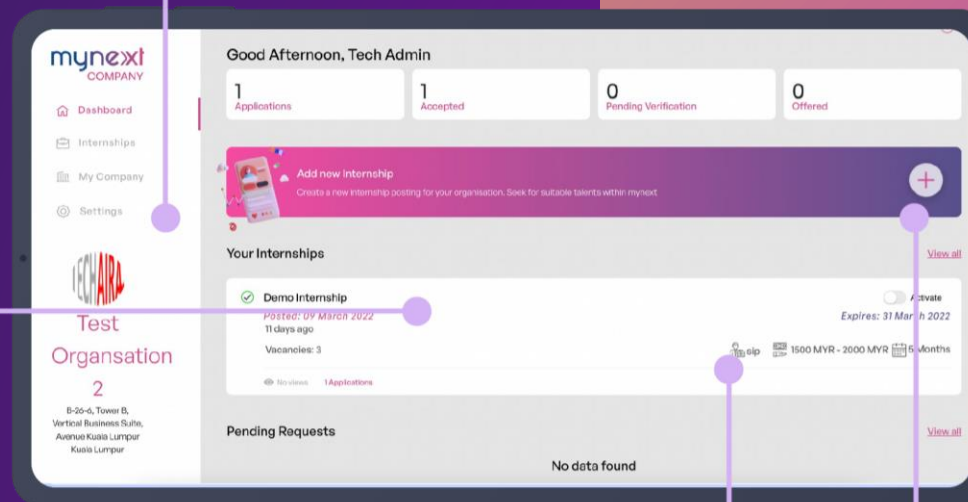 mynext
COMPANY
Dashboard
Internships
My Company
Settings
TECHAIRA
Test
Organsation
2
B-26-6, Tower B,
Vertical Business Suite,
Avenue Kuala Lumpur
Kuala Lumpur
Good Afternoon, Tech Admin
1
Applications
1
Accepted
0
Pending Verification
0
Offered
Add new Internship
Create a new internship posting for your organisation. Seek for suitable talents within mynext
Your Internships
View all
Demo Internship
Activate
Posted: 09 March 2022
Expires: 31 March 2022
11 days ago
Vacancies: 3
sip
1500 MYR - 2000 MYR
5 Months
No views
1 Applications
Pending Requests
View all
No data found